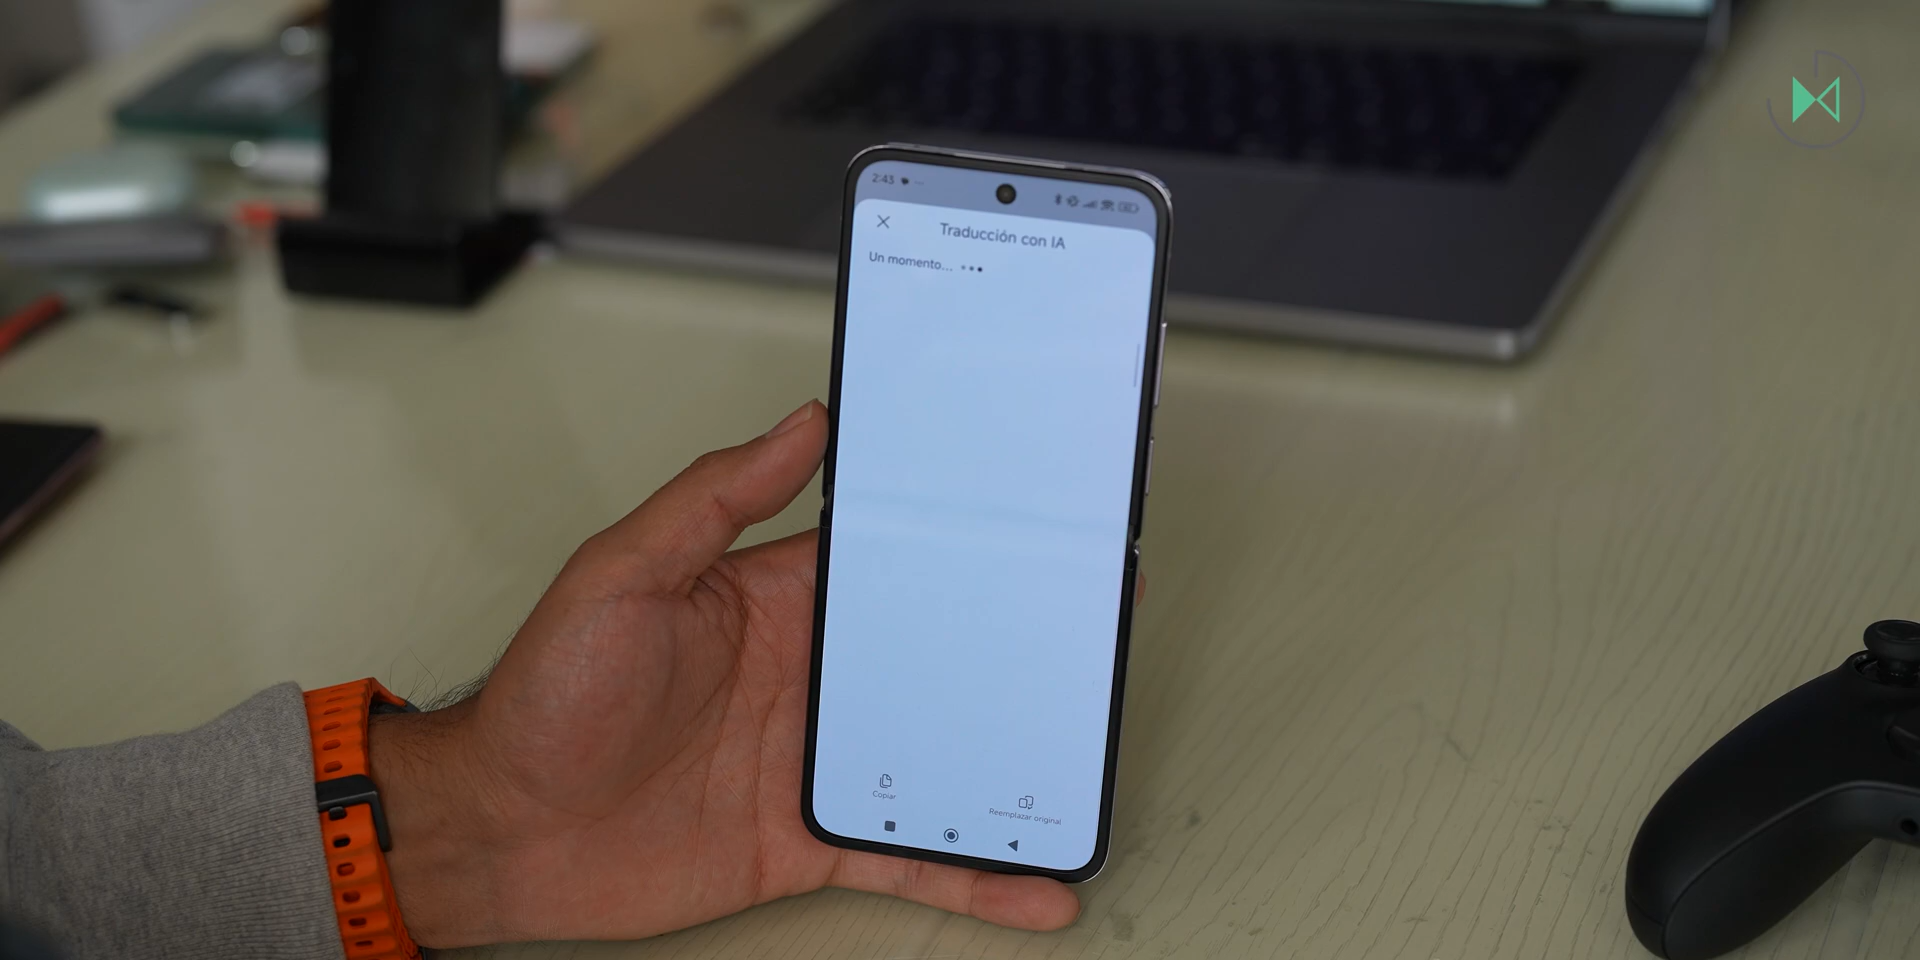 2:43
Traducción con IA
Un momento...
Copiar
Reemplazar original